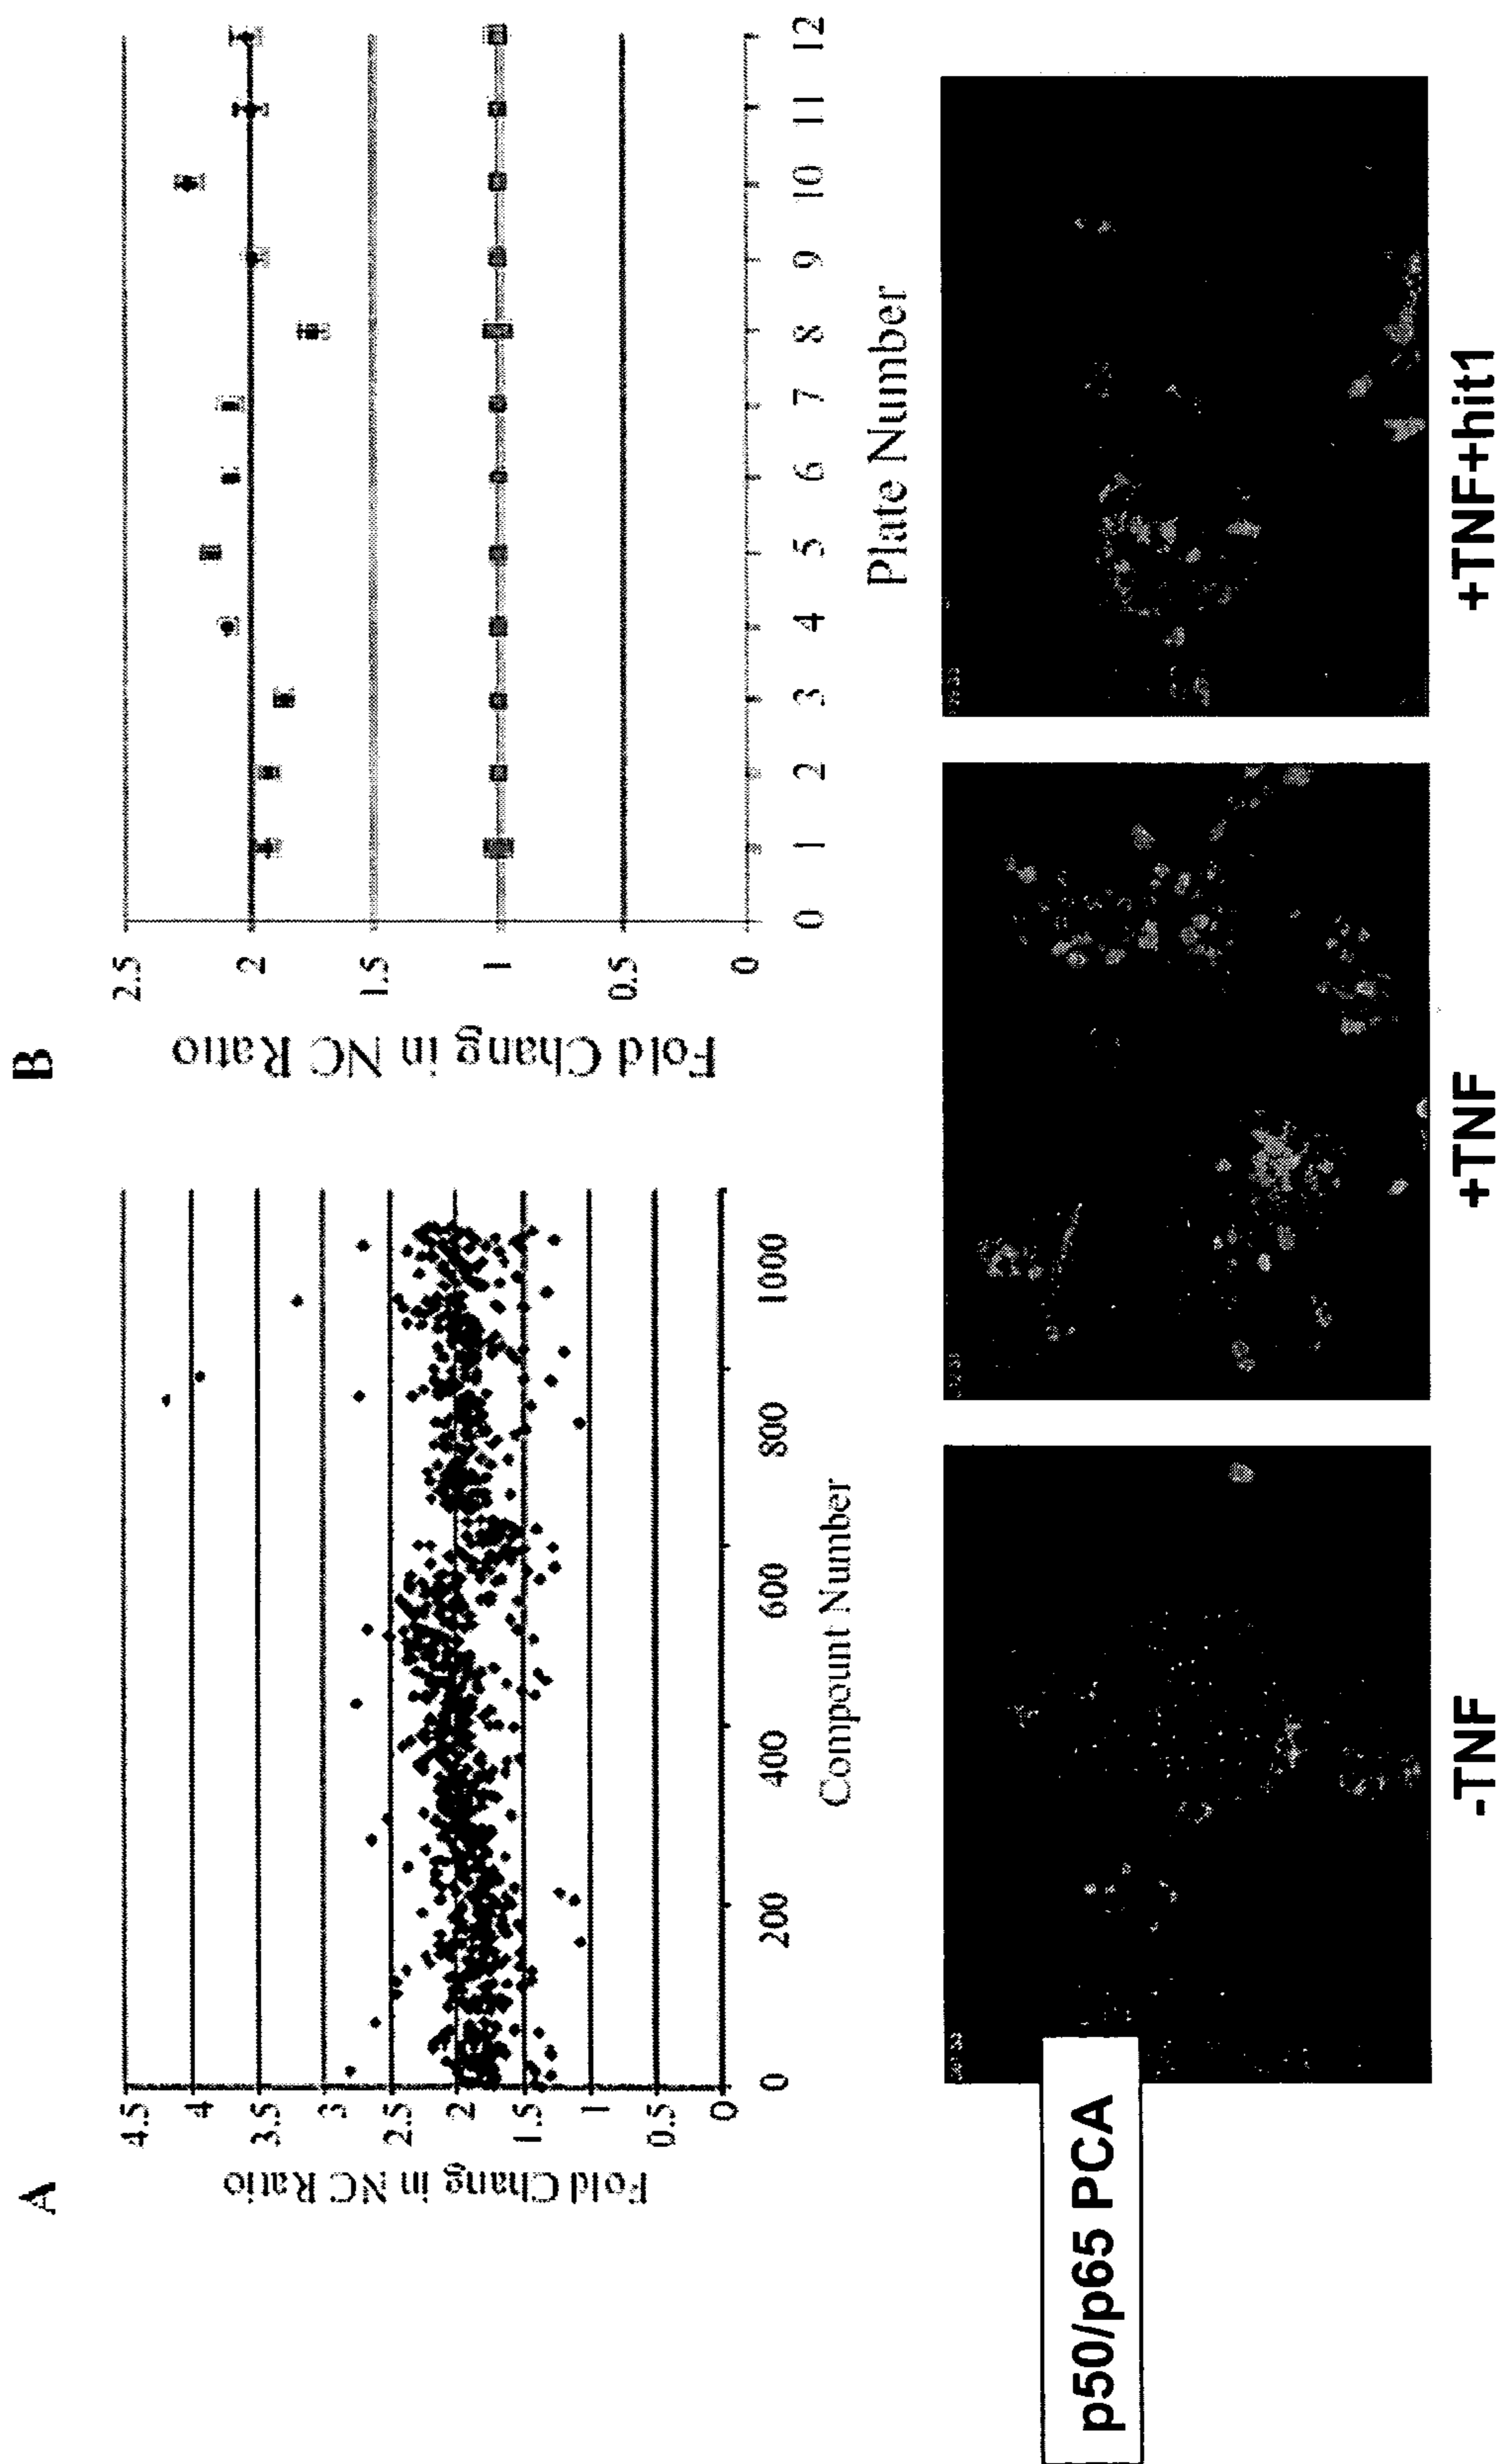 A
Fold Chang in NC Ratio
4.5
4
3.5
3
2.5
2
1.5
1
0.5
0
0 200 400 600 800 1000
Compount Number
B
Fold Chang in NC Ratio
2.5
2
1.5
1
0.5
0
0 1 2 3 4 5 6 7 8 9 10 11 12
Plate Number
p50/p65 PCA
-TNF
+TNF
+TNF+hit1